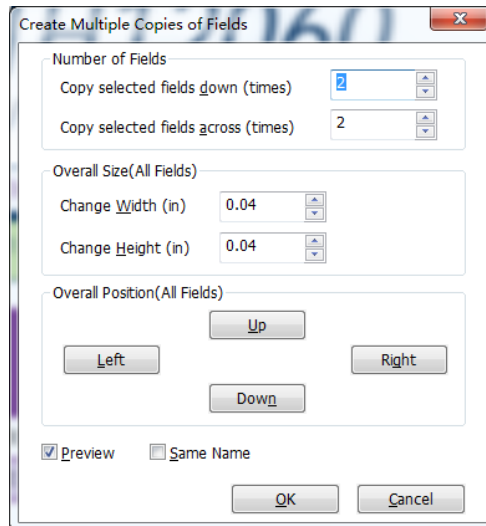 Create Multiple Copies of Fields
Number of Fields
Copy selected fields down (times) 2
Copy selected fields across (times) 2
Overall Size(All Fields)
Change Width (in) 0.04
Change Height (in) 0.04
Overall Position(All Fields)
Up
Left Right
Down
Preview Same Name
OK Cancel